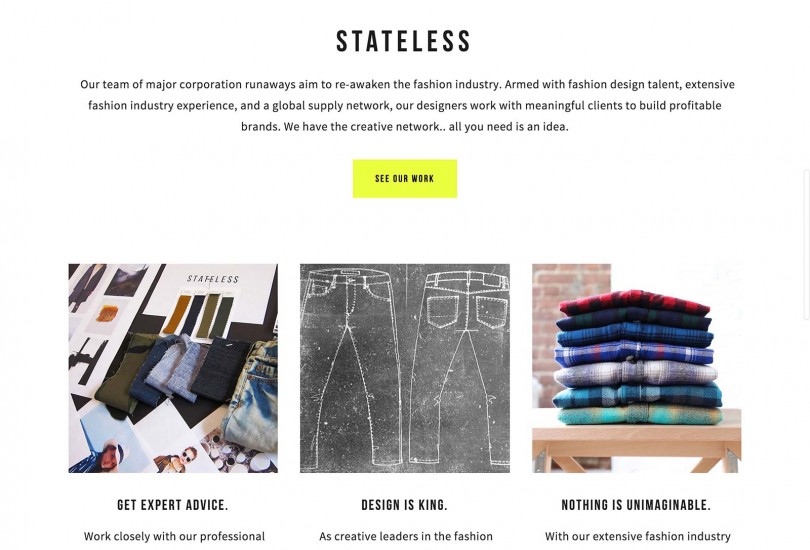 STATELESS
Our team of major corporation runaways aim to re-awaken the fashion industry. Armed with fashion design talent, extensive
fashion industry experience, and a global supply network, our designers work with meaningful clients to build profitable
brands. We have the creative network.. all you need is an idea.
SEE OUR WORK
STATELESS
GET EXPERT ADVICE.
DESIGN IS KING.
NOTHING IS UNIMAGINABLE.
Work closely with our professional
As creative leaders in the fashion
With our extensive fashion industry